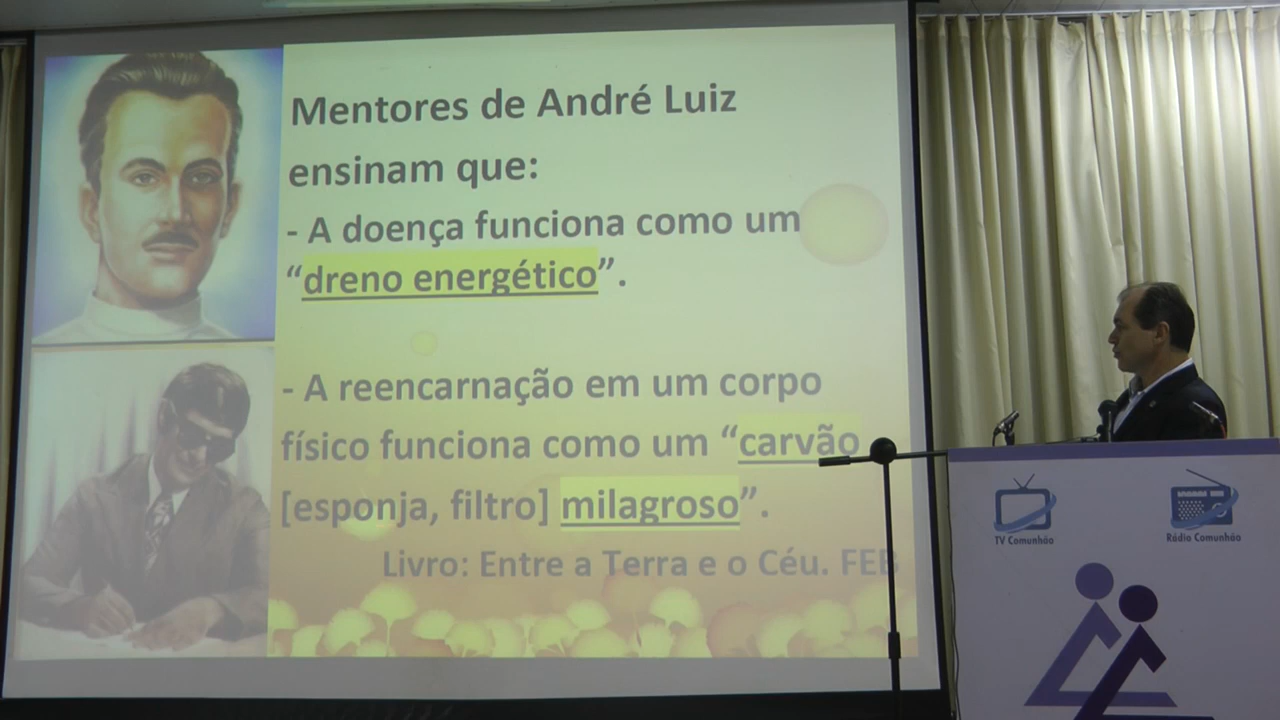 Mentores de André Luiz
ensinam que:
- A doença funciona como um
“dreno energético”.
- A reencarnação em um corpo
físico funciona como um “carvão
[esponja, filtro] milagroso”.
Livro: Entre a Terra e o Céu. FEB
TV Comunhão
Rádio Comunhão